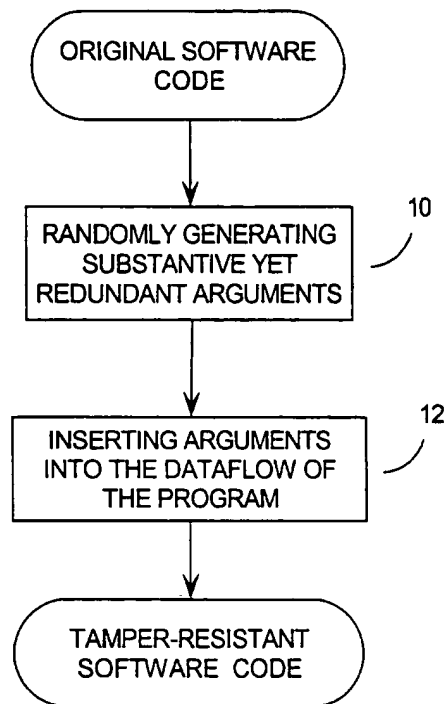 ORIGINAL SOFTWARE
CODE
10
RANDOMLY GENERATING
SUBSTANTIVE YET
REDUNDANT ARGUMENTS
12
INSERTING ARGUMENTS
INTO THE DATAFLOW OF
THE PROGRAM
TAMPER-RESISTANT
SOFTWARE CODE